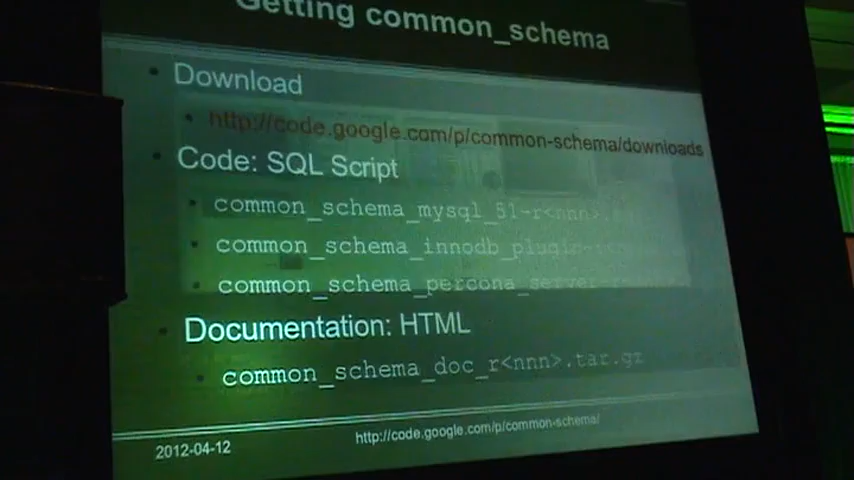 Getting common_schema
Download
http://code.google.com/p/common-schema/downloads
Code: SQL Script
common_schema_mysql_51-r<nnn>.
common_schema_innodb_plugin-r<
common_schema_percona_server
Documentation: HTML
common_schema_doc_r<nnn>.tar.gz
2012-04-12
http://code.google.com/p/common-schema/